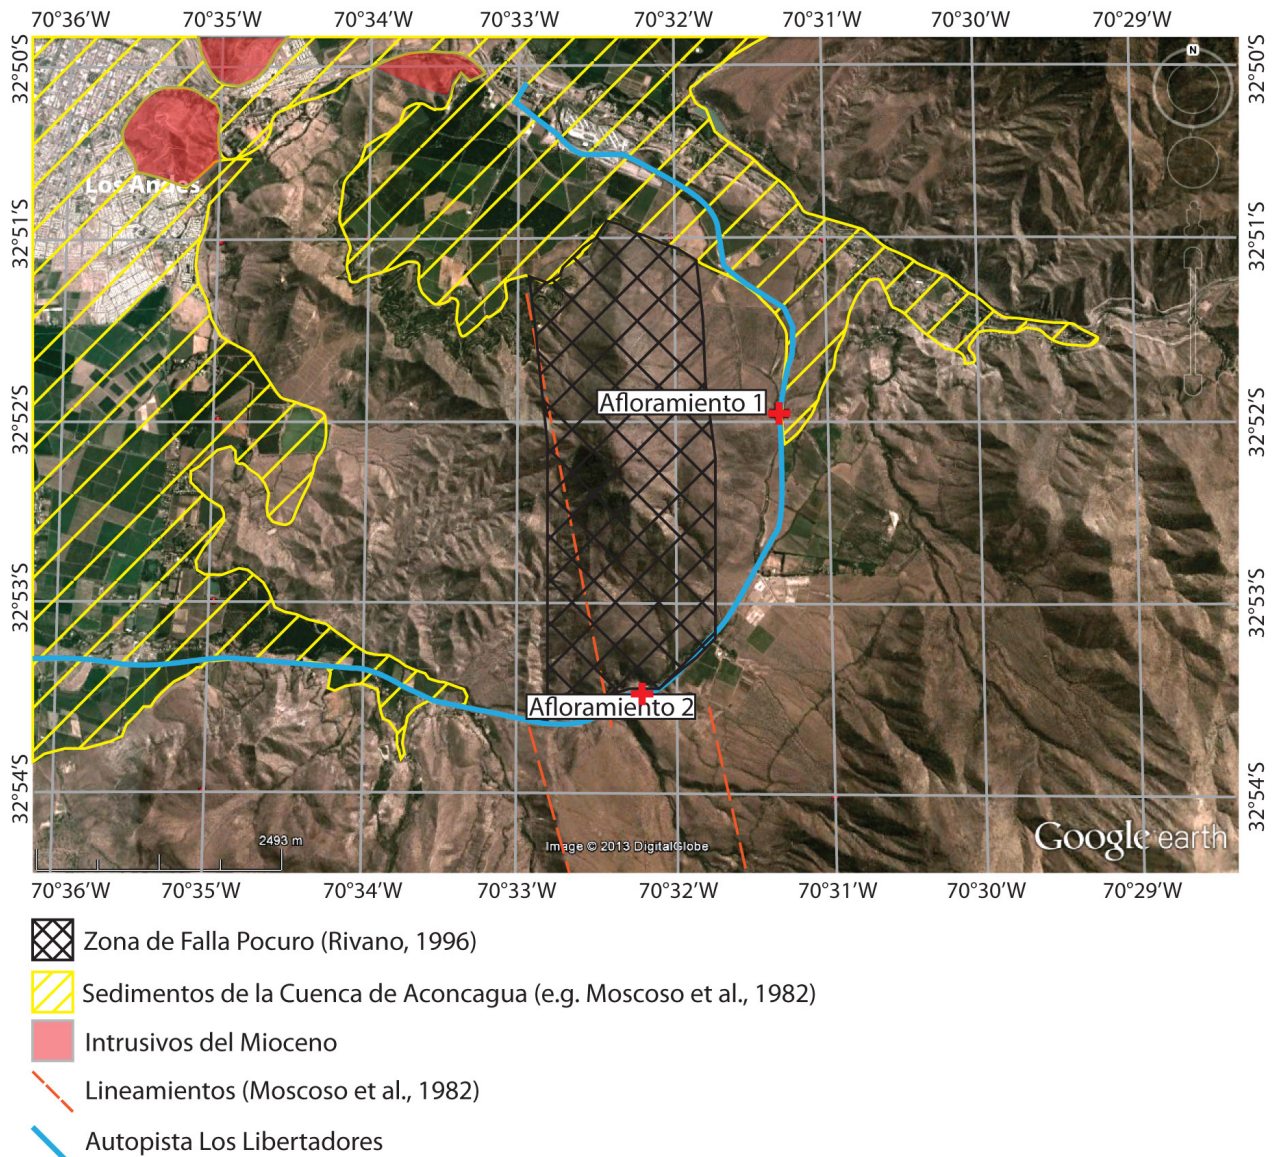 70°36'W 70°35'W 70°34'W 70°33'W 70°32'W 70°31'W 70°30'W 70°29'W
32°50'S
32°50'S
N
Los Andes
32°51'S
32°51'S
Afloramiento 1
32°52'S
32°52'S
32°53'S
32°53'S
Afloramiento 2
32°54'S
32°54'S
2493 m
Image © 2013 DigitalGlobe
Google earth
70°36'W 70°35'W 70°34'W 70°33'W 70°32'W 70°31'W 70°30'W 70°29'W
Zona de Falla Pocuro (Rivano, 1996)
Sedimentos de la Cuenca de Aconcagua (e.g. Moscoso et al., 1982)
Intrusivos del Mioceno
Lineamientos (Moscoso et al., 1982)
Autopista Los Libertadores